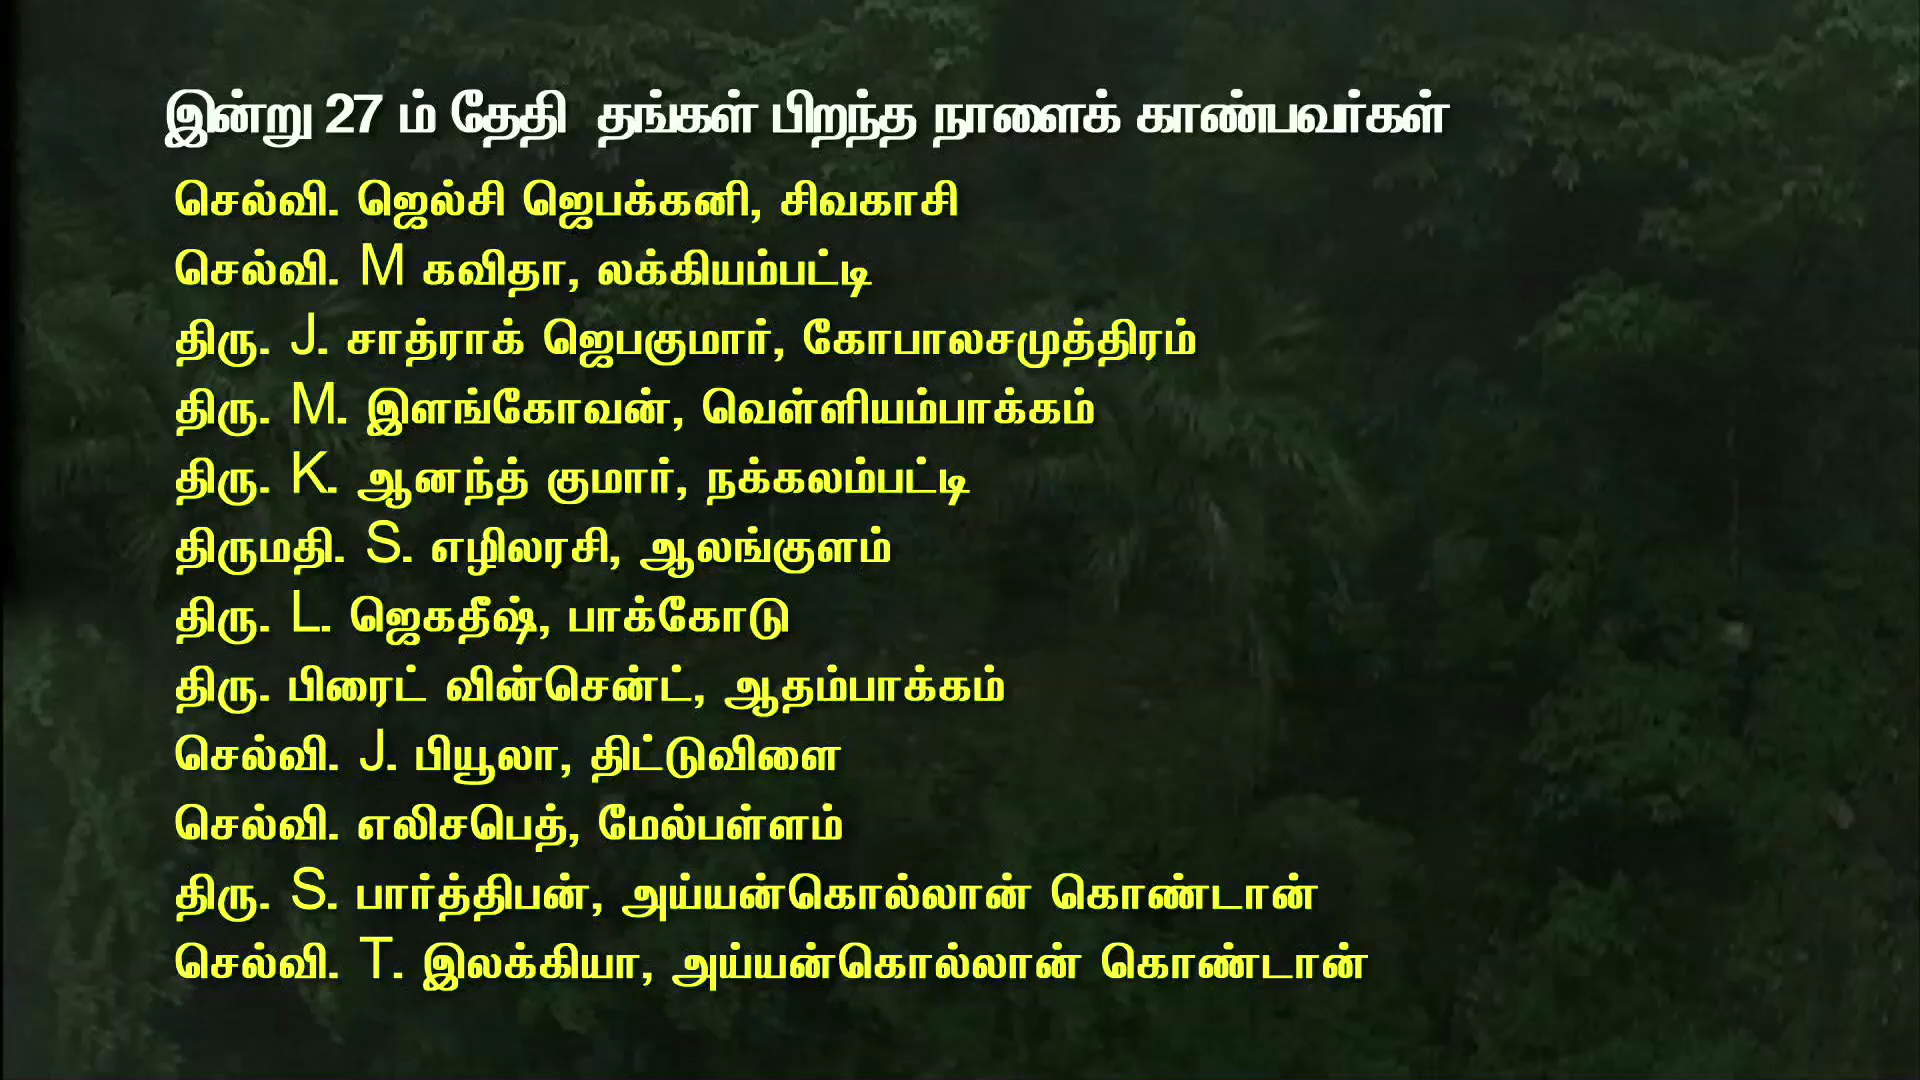 இன்று 27 ம் தேதி தங்கள் பிறந்த நாளைக் காண்பவர்கள்
செல்வி. ஜெல்சி ஜெபக்கனி, சிவகாசி
செல்வி. M கவிதா, லக்கியம்பட்டி
திரு. J. சாத்ராக் ஜெபகுமார், கோபாலசமுத்திரம்
திரு. M. இளங்கோவன், வெள்ளியம்பாக்கம்
திரு. K. ஆனந்த் குமார், நக்கலம்பட்டி
திருமதி. S. எழிலரசி, ஆலங்குளம்
திரு. L. ஜெகதீஷ், பாக்கோடு
திரு. பிரைட் வின்சென்ட், ஆதம்பாக்கம்
செல்வி. J. பியூலா, திட்டுவிளை
செல்வி. எலிசபெத், மேல்பள்ளம்
திரு. S. பார்த்திபன், அய்யன்கொல்லான் கொண்டான்
செல்வி. T. இலக்கியா, அய்யன்கொல்லான் கொண்டான்